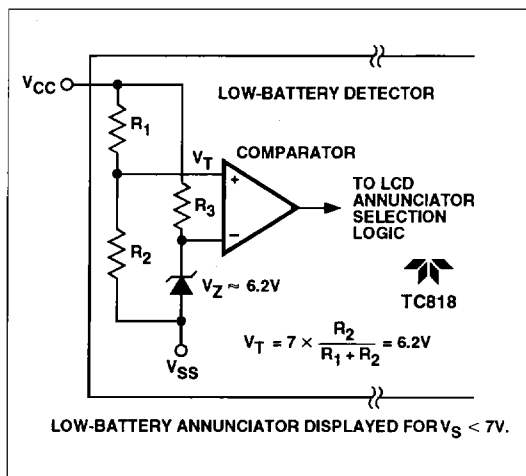 LOW-BATTERY DETECTOR
VCC
R1
VT
COMPARATOR
+
R3
−
TO LCD
ANNUNCIATOR
SELECTION
LOGIC
R2
VZ ≈ 6.2V
TC818
VT = 7 × R2 / (R1 + R2) = 6.2V
VSS
LOW-BATTERY ANNUNCIATOR DISPLAYED FOR VS < 7V.